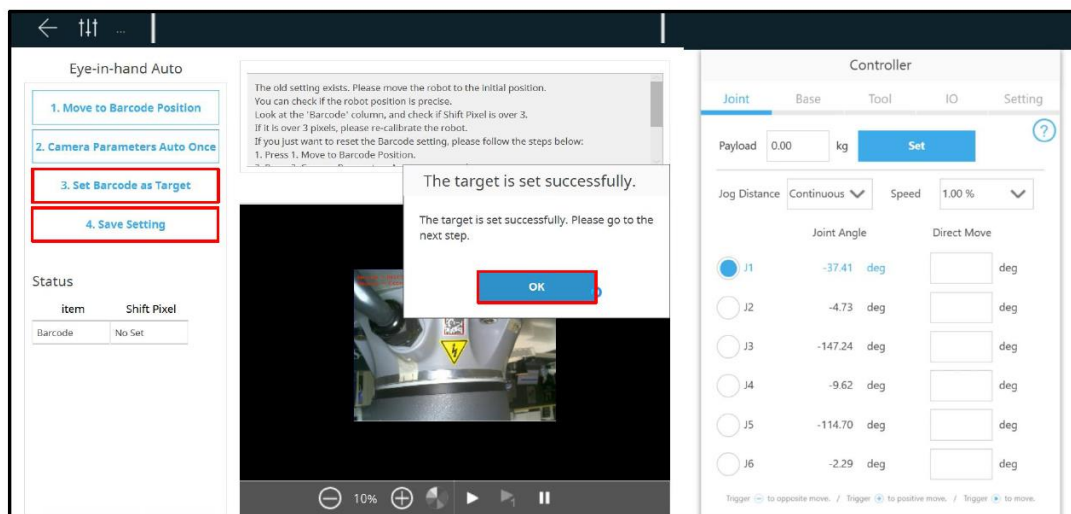 ...
Eye-in-hand Auto
1. Move to Barcode Position
2. Camera Parameters Auto Once
3. Set Barcode as Target
4. Save Setting
Status
item Shift Pixel
Barcode No Set
The old setting exists. Please move the robot to the initial position.
You can check if the robot position is precise.
Look at the 'Barcode' column, and check if Shift Pixel is over 3.
If it is over 3 pixels, please re-calibrate the robot.
If you just want to reset the Barcode setting, please follow the steps below:
1. Press 1. Move to Barcode Position.
The target is set successfully.
The target is set successfully. Please go to the
next step.
OK
10%
Controller
Joint Base Tool IO Setting
?
Payload 0.00 kg Set
Jog Distance Continuous Speed 1.00 %
Joint Angle Direct Move
J1 -37.41 deg deg
J2 -4.73 deg deg
J3 -147.24 deg deg
J4 -9.62 deg deg
J5 -114.70 deg deg
J6 -2.29 deg deg
Trigger to opposite move. / Trigger to positive move. / Trigger to move.